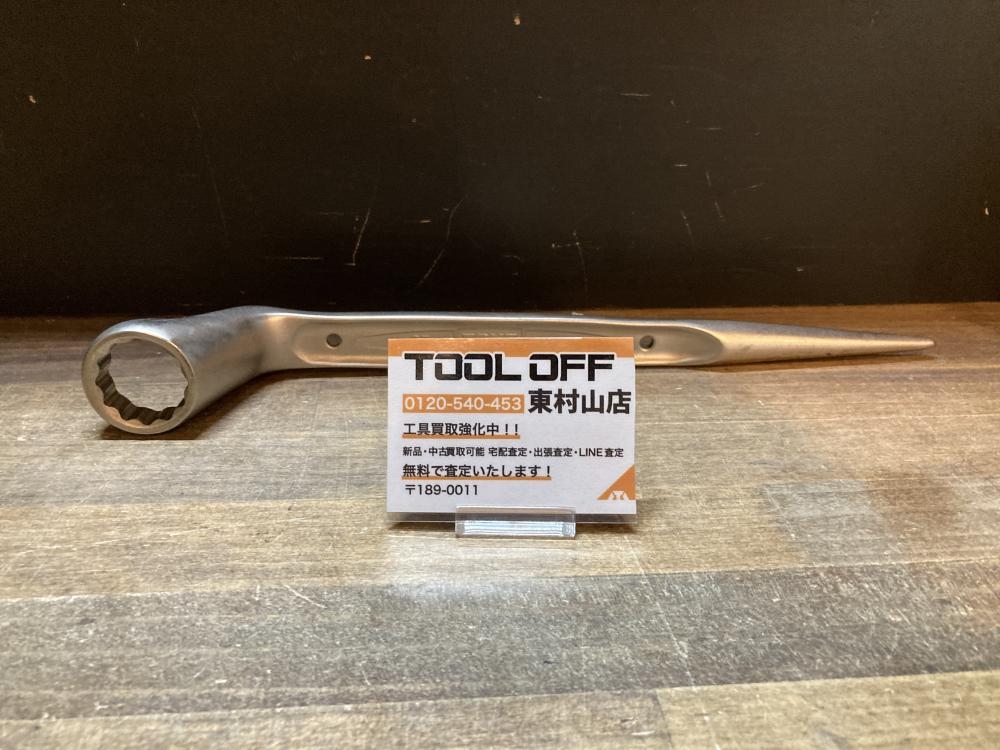 TOOL OFF
0120-540-453 東村山店
工具買取強化中！！
新品・中古買取可能 宅配査定・出張査定・LINE査定
無料で査定いたします！
〒189-0011